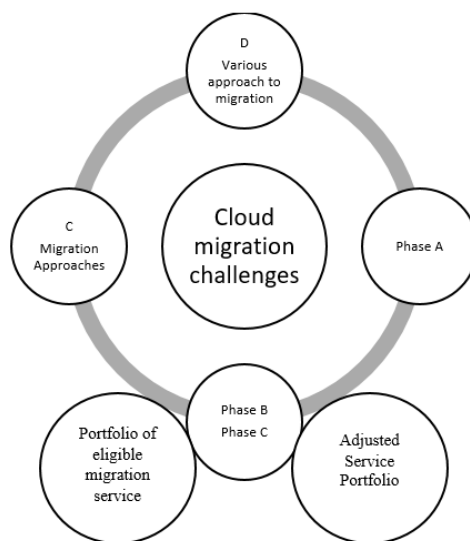 D
Various
approach to
migration
C
Migration
Approaches
Cloud
migration
challenges
Phase A
Phase B
Phase C
Portfolio of
eligible
migration
service
Adjusted
Service
Portfolio